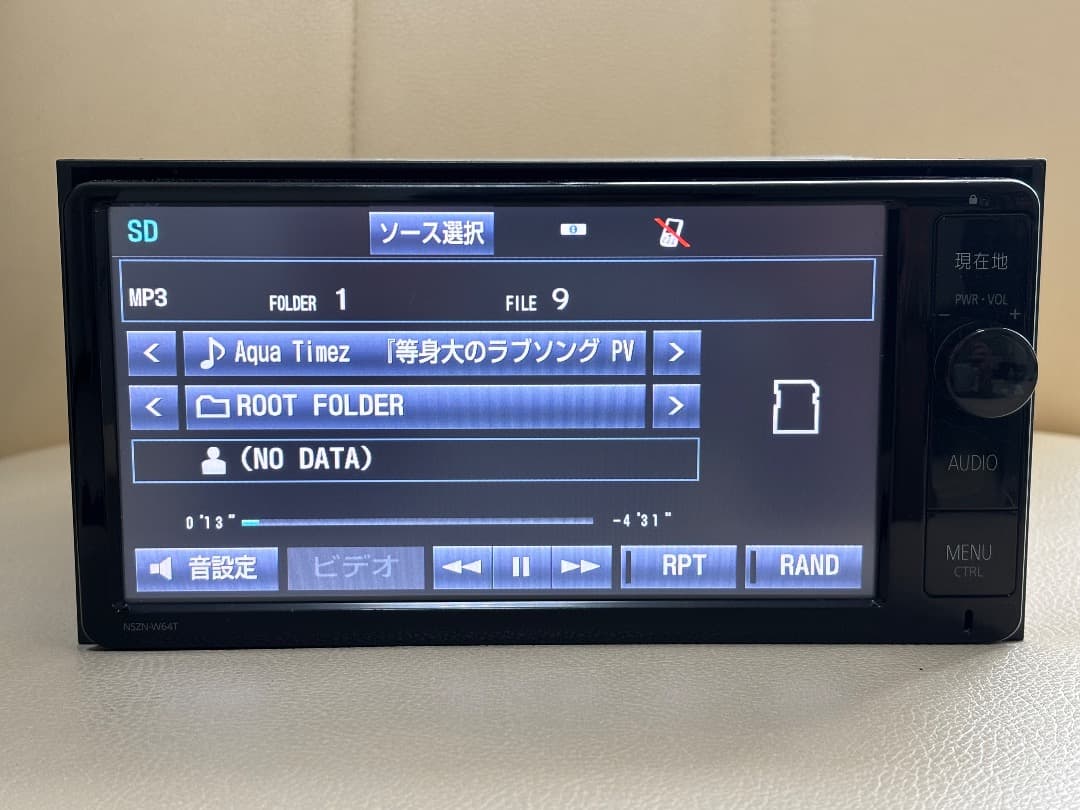 SD ソース選択
MP3 FOLDER 1 FILE 9
< Aqua Timez 『等身大のラブソング PV >
< ROOT FOLDER >
(NO DATA)
0'13" -4'31"
音設定 ビデオ RPT RAND
現在地
PWR・VOL
- +
AUDIO
MENU
CTRL
NSZN-W64T